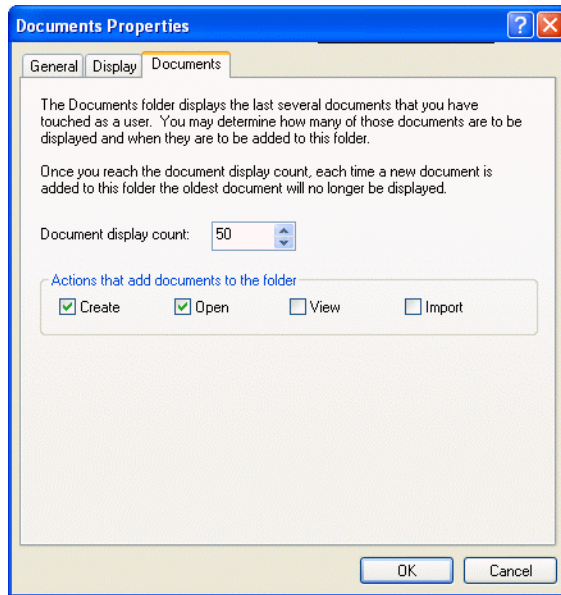 Documents Properties
General Display Documents
The Documents folder displays the last several documents that you have
touched as a user. You may determine how many of those documents are to be
displayed and when they are to be added to this folder.
Once you reach the document display count, each time a new document is
added to this folder the oldest document will no longer be displayed.
Document display count: 50
Actions that add documents to the folder
Create Open View Import
OK Cancel